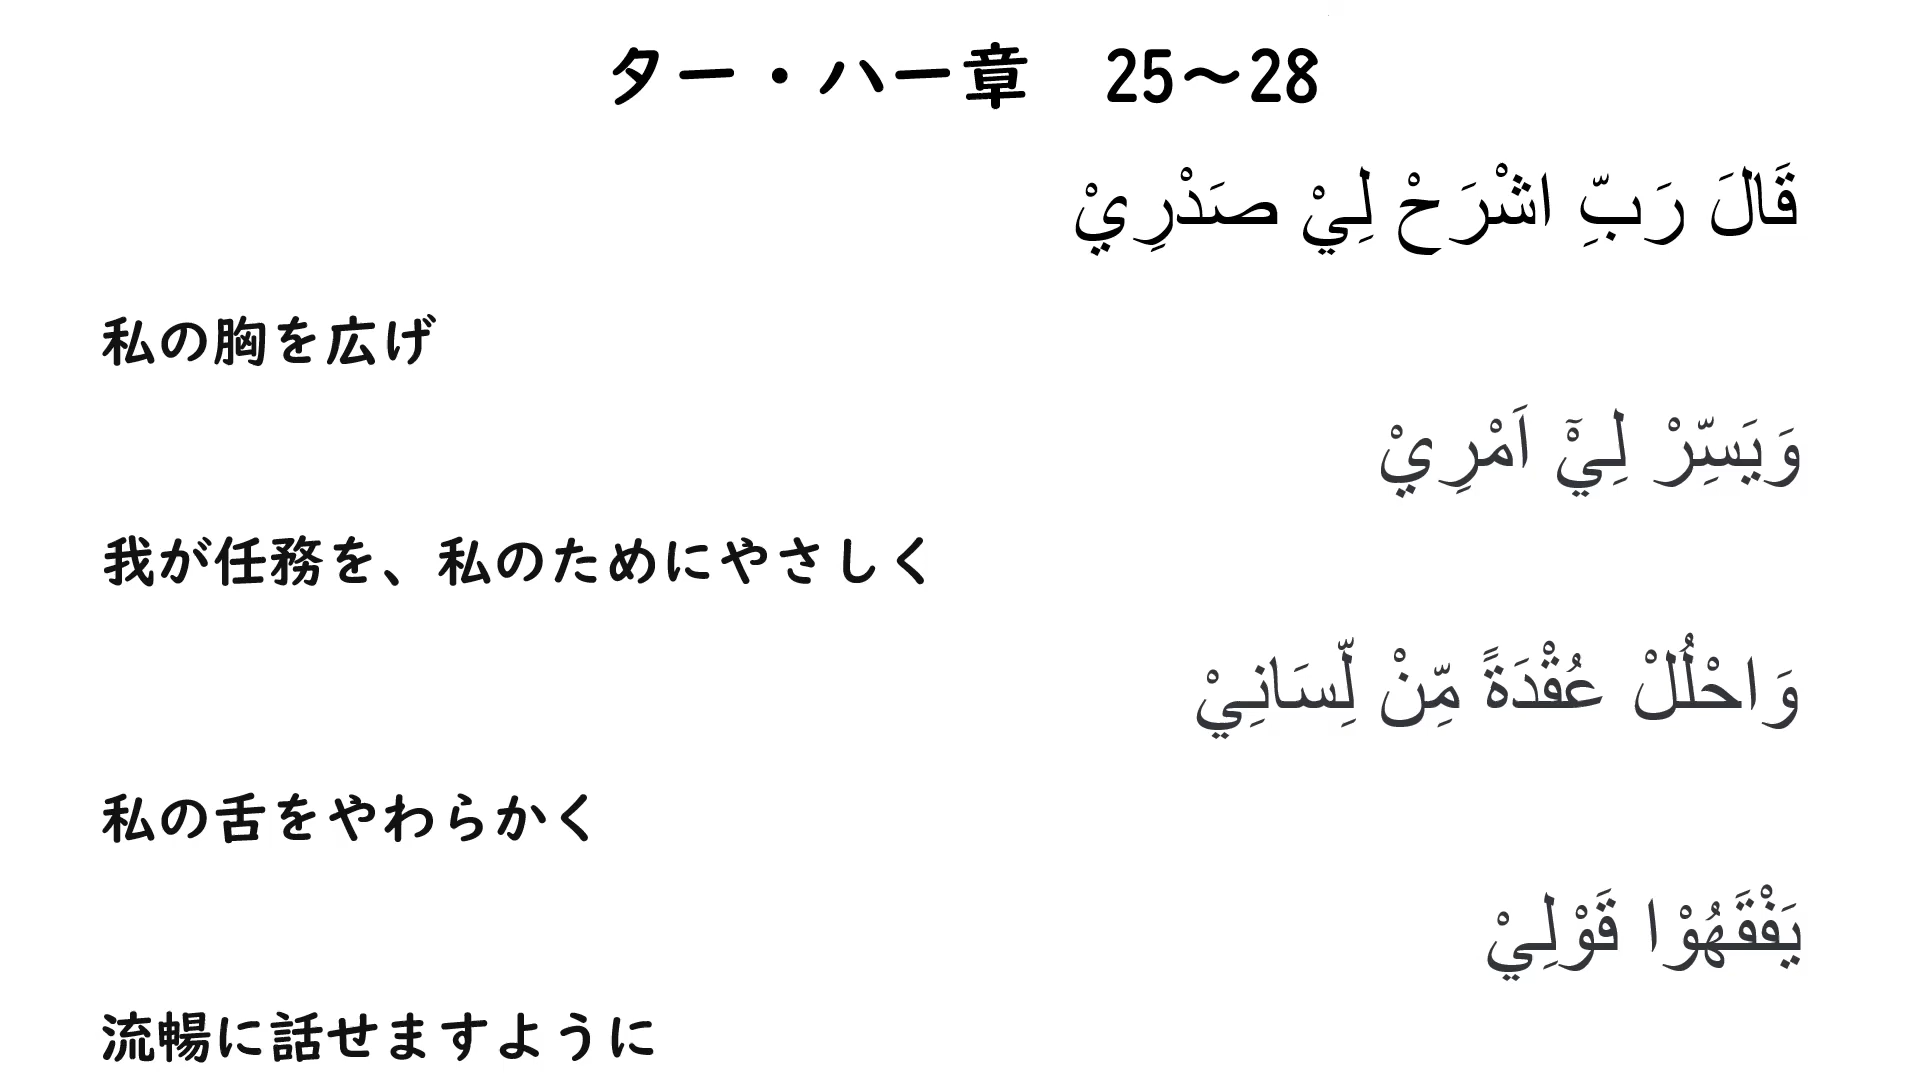 ター・ハー章　25～28
قَالَ رَبِّ اشْرَحْ لِيْ صَدْرِيْ
私の胸を広げ
وَيَسِّرْ لِيْٓ اَمْرِيْ
我が任務を、私のためにやさしく
وَاحْلُلْ عُقْدَةً مِّنْ لِّسَانِيْ
私の舌をやわらかく
يَفْقَهُوْا قَوْلِيْ
流暢に話せますように